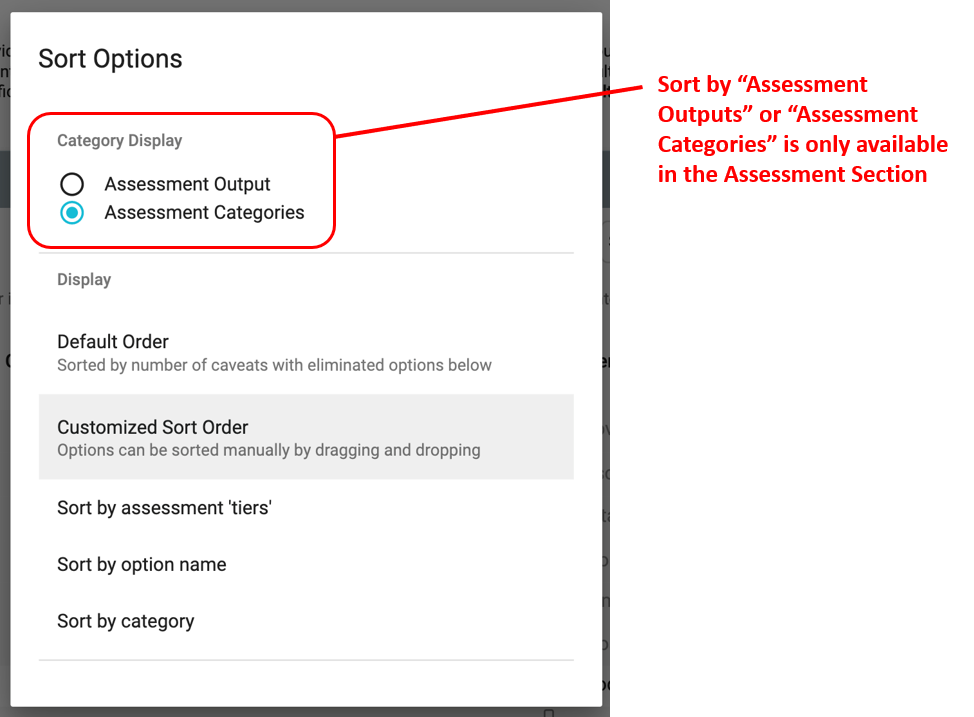 Sort Options
Category Display
Assessment Output
Assessment Categories
Display
Default Order
Sorted by number of caveats with eliminated options below
Customized Sort Order
Options can be sorted manually by dragging and dropping
Sort by assessment 'tiers'
Sort by option name
Sort by category
Sort by “Assessment
Outputs” or “Assessment
Categories” is only available
in the Assessment Section